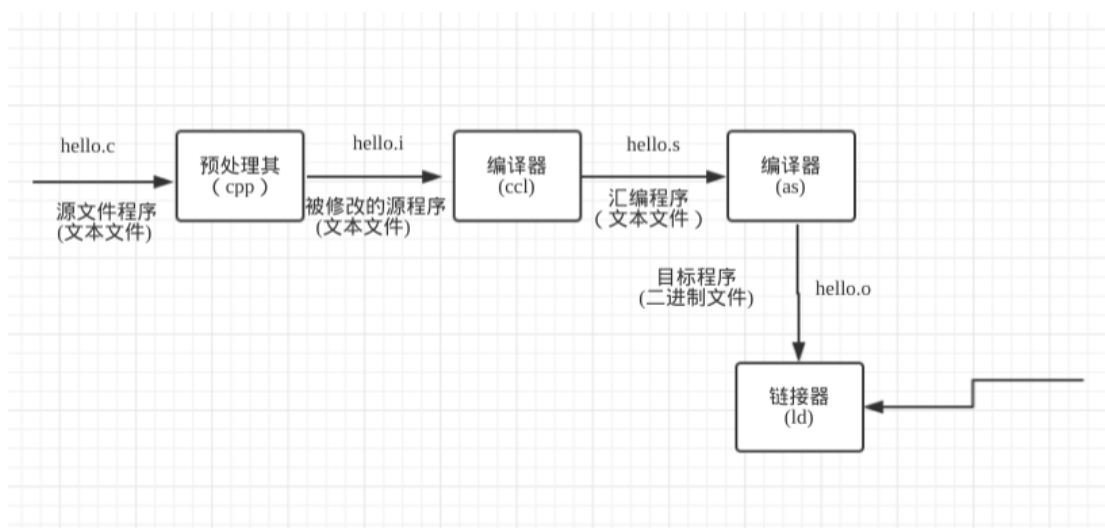 hello.c
源文件程序
(文本文件)
预处理其
（cpp）
hello.i
被修改的源程序
(文本文件)
编译器
(ccl)
hello.s
汇编程序
（文本文件）
编译器
(as)
目标程序
(二进制文件)
hello.o
链接器
(ld)